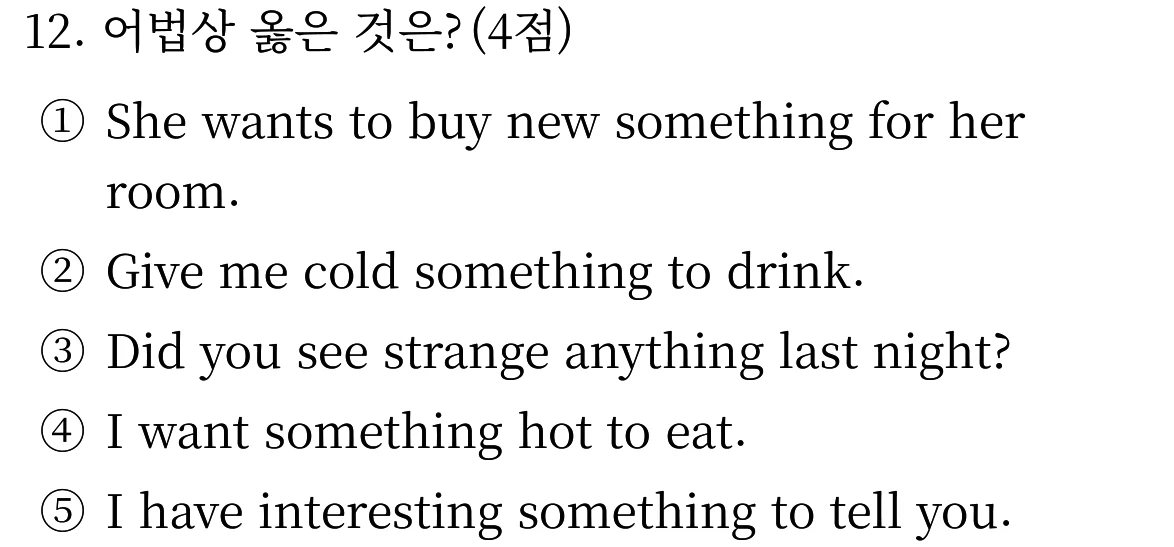 12. 어법상 옳은 것은? (4점)
① She wants to buy new something for her
room.
② Give me cold something to drink.
③ Did you see strange anything last night?
④ I want something hot to eat.
⑤ I have interesting something to tell you.